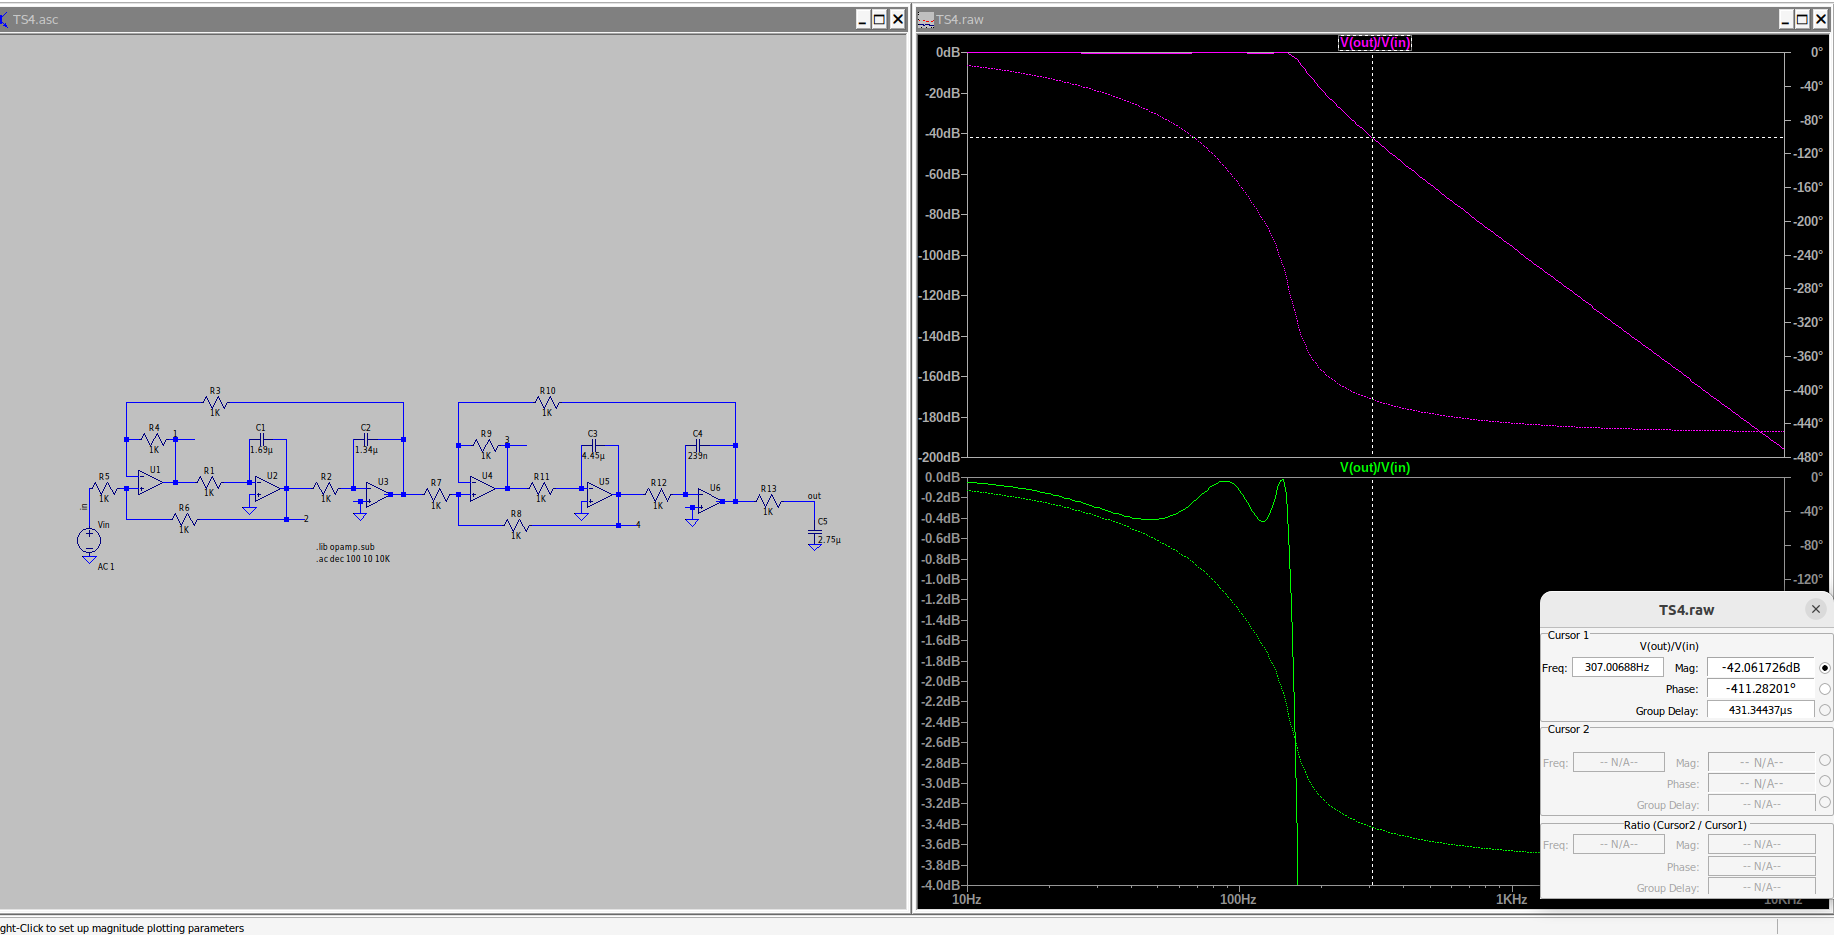 TS4.asc
R3
1K
R4
1K
1
C1
1.69µ
C2
1.34µ
U1
R5
1K
R1
1K
U2
R2
1K
U3
R6
1K
2
in
Vin
AC 1
R10
1K
R9
1K
3
C3
4.45µ
C4
239n
R7
1K
U4
R11
1K
U5
R12
1K
U6
R13
1K
out
R8
1K
4
C5
2.75µ
.lib opamp.sub
.ac dec 100 10 10K
TS4.raw
V(out)/V(in)
0dB
-20dB
-40dB
-60dB
-80dB
-100dB
-120dB
-140dB
-160dB
-180dB
-200dB
0°
-40°
-80°
-120°
-160°
-200°
-240°
-280°
-320°
-360°
-400°
-440°
-480°
V(out)/V(in)
0.0dB
-0.2dB
-0.4dB
-0.6dB
-0.8dB
-1.0dB
-1.2dB
-1.4dB
-1.6dB
-1.8dB
-2.0dB
-2.2dB
-2.4dB
-2.6dB
-2.8dB
-3.0dB
-3.2dB
-3.4dB
-3.6dB
-3.8dB
-4.0dB
0°
-40°
-80°
-120°
10Hz
100Hz
1KHz
10KHz
TS4.raw
Cursor 1
V(out)/V(in)
Freq: 307.00688Hz Mag: -42.061726dB
Phase: -411.28201°
Group Delay: 431.34437µs
Cursor 2
Freq: -- N/A-- Mag: -- N/A--
Phase: -- N/A--
Group Delay: -- N/A--
Ratio (Cursor2 / Cursor1)
Freq: -- N/A-- Mag: -- N/A--
Phase: -- N/A--
Group Delay: -- N/A--
ght-Click to set up magnitude plotting parameters